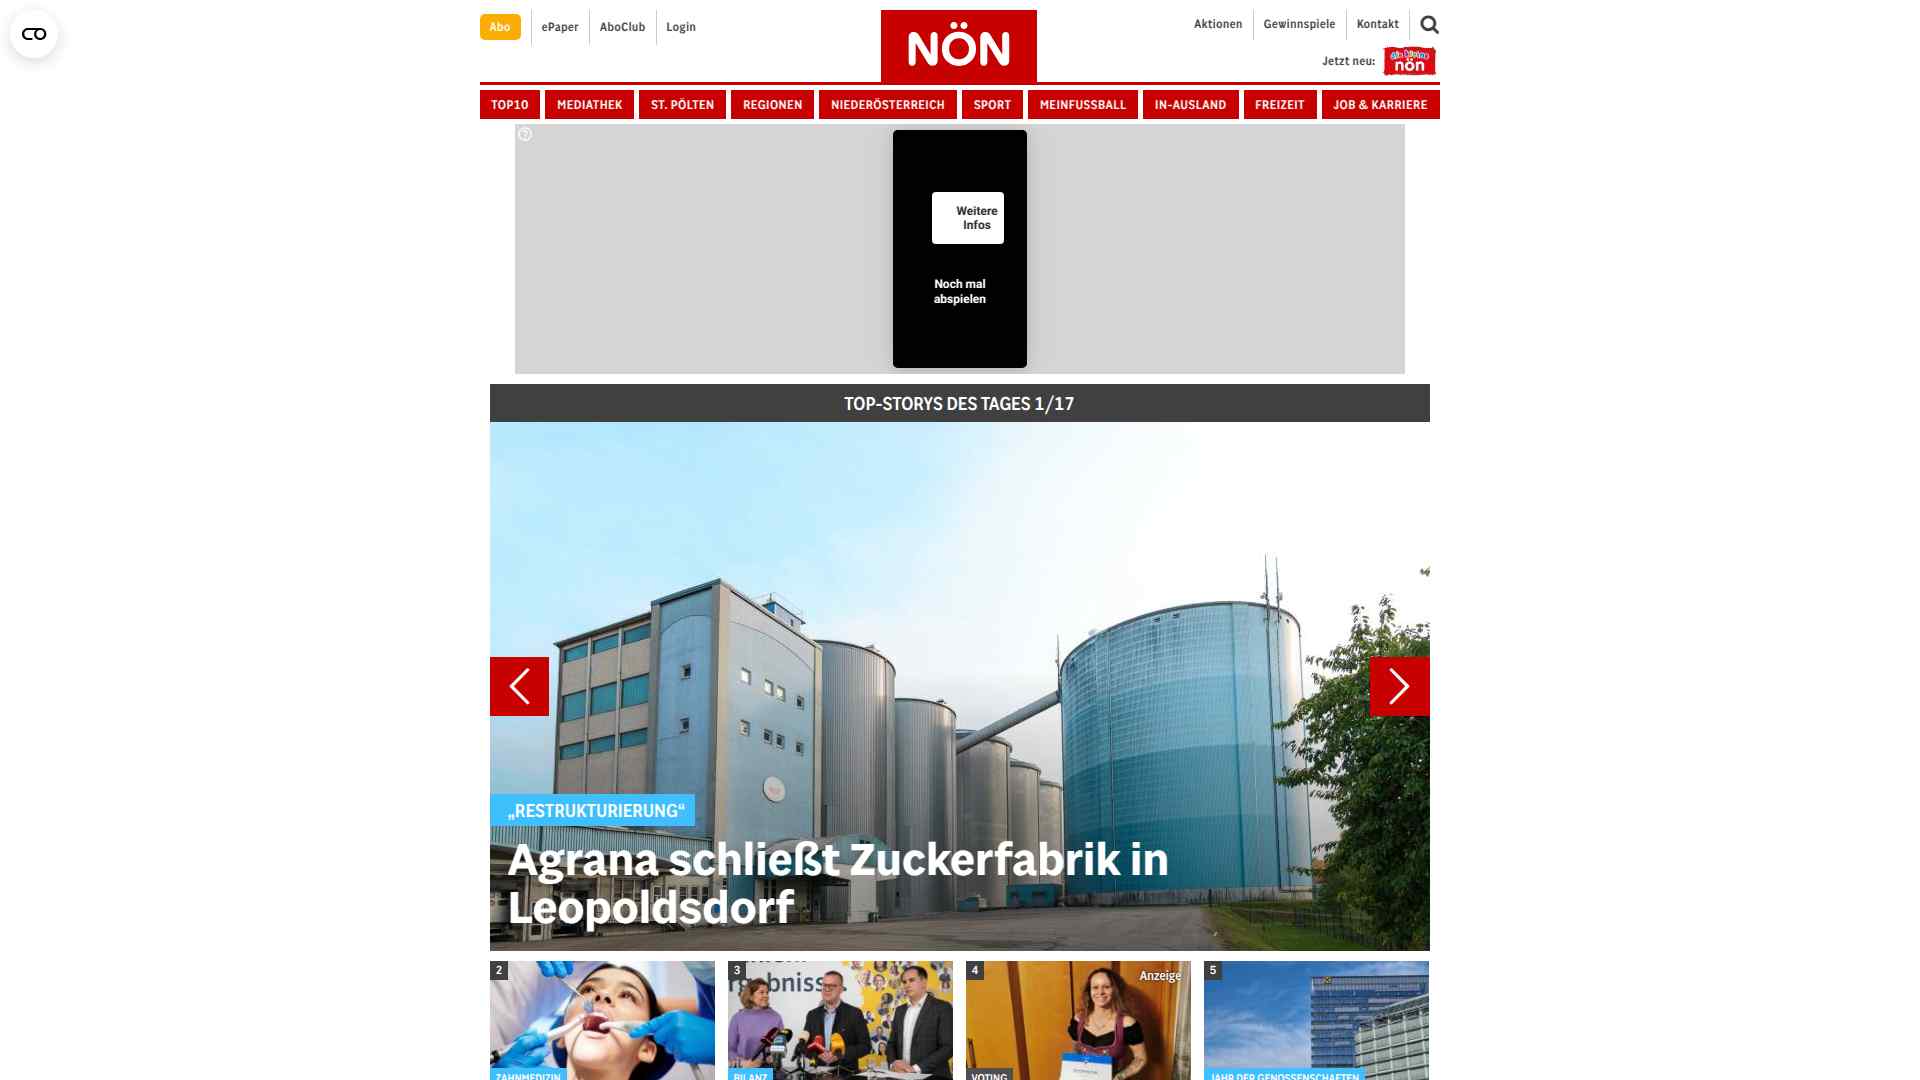 Abo
ePaper
AboClub
Login
NÖN
Aktionen
Gewinnspiele
Kontakt
Jetzt neu:
die kleine
nön
TOP10
MEDIATHEK
ST. PÖLTEN
REGIONEN
NIEDERÖSTERREICH
SPORT
MEINFUSSBALL
IN-AUSLAND
FREIZEIT
JOB & KARRIERE
Weitere
Infos
Noch mal
abspielen
TOP-STORYS DES TAGES 1/17
„RESTRUKTURIERUNG“
Agrana schließt Zuckerfabrik in
Leopoldsdorf
2
3
4
Anzeige
5
ZAHNMEDIZIN
BILANZ
VOTING
JAHR DER GENOSSENSCHAFTEN